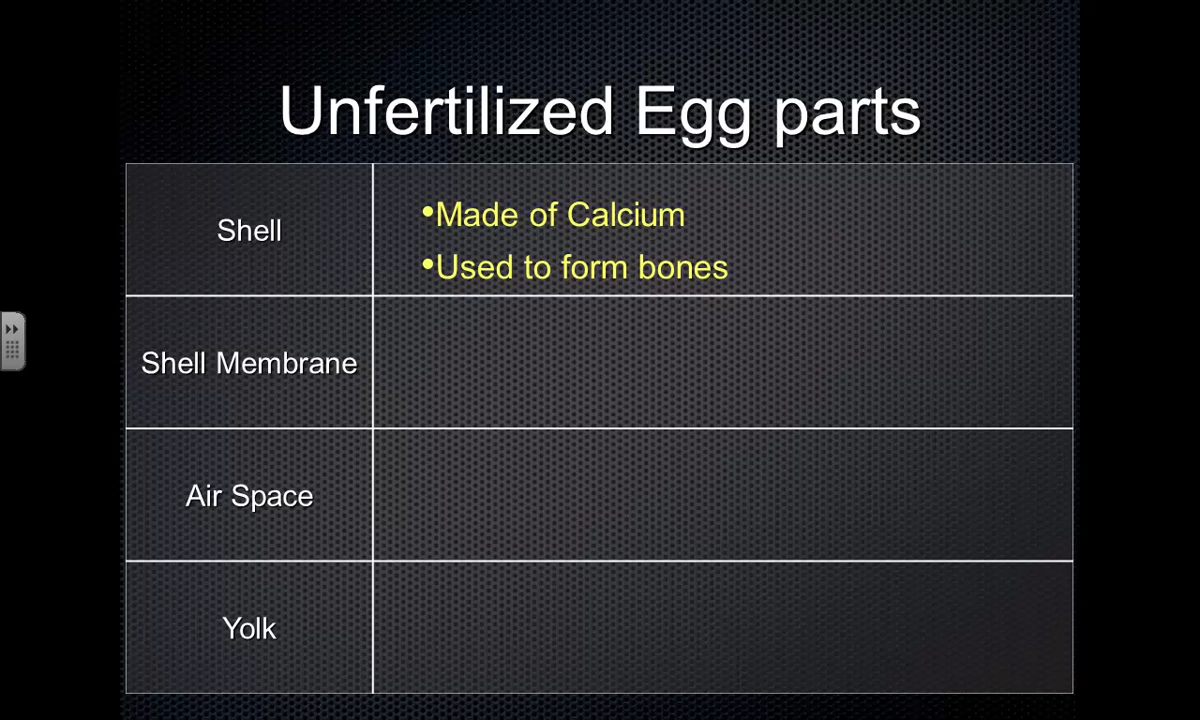 Unfertilized Egg parts
Shell
•Made of Calcium
•Used to form bones
Shell Membrane
Air Space
Yolk